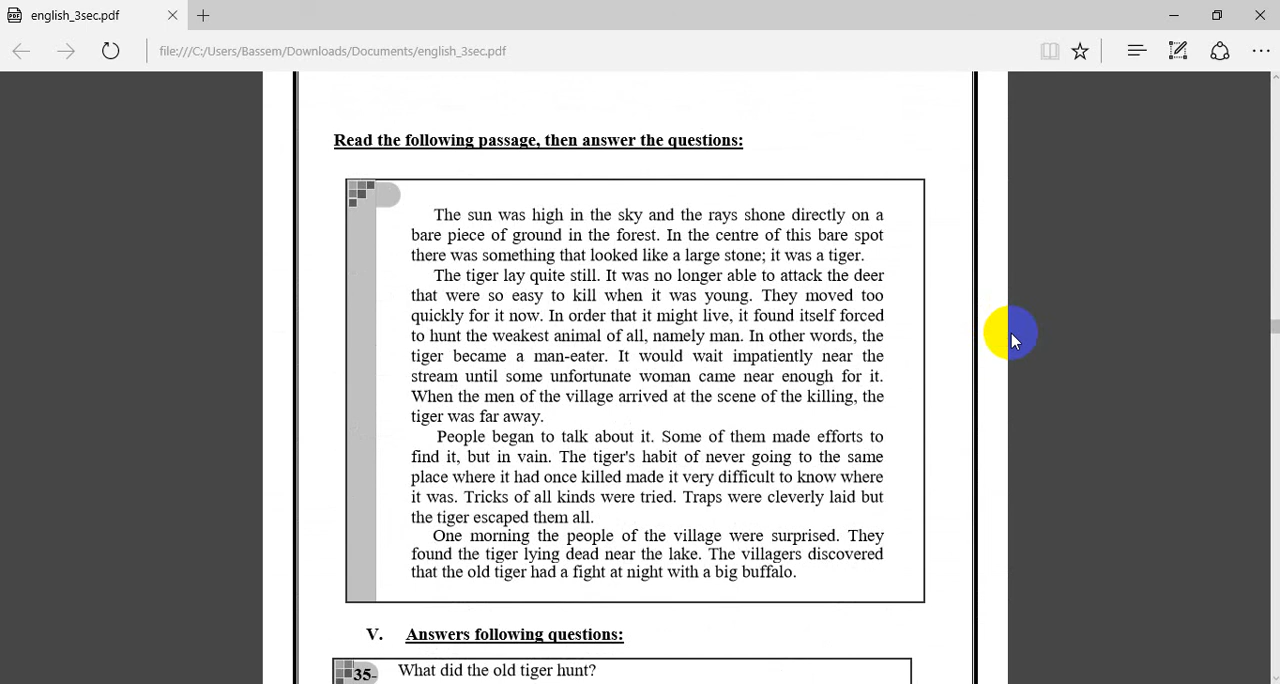 english_3sec.pdf
file:///C:/Users/Bassem/Downloads/Documents/english_3sec.pdf
Read the following passage, then answer the questions:
The sun was high in the sky and the rays shone directly on a
bare piece of ground in the forest. In the centre of this bare spot
there was something that looked like a large stone; it was a tiger.
The tiger lay quite still. It was no longer able to attack the deer
that were so easy to kill when it was young. They moved too
quickly for it now. In order that it might live, it found itself forced
to hunt the weakest animal of all, namely man. In other words, the
tiger became a man-eater. It would wait impatiently near the
stream until some unfortunate woman came near enough for it.
When the men of the village arrived at the scene of the killing, the
tiger was far away.
People began to talk about it. Some of them made efforts to
find it, but in vain. The tiger's habit of never going to the same
place where it had once killed made it very difficult to know where
it was. Tricks of all kinds were tried. Traps were cleverly laid but
the tiger escaped them all.
One morning the people of the village were surprised. They
found the tiger lying dead near the lake. The villagers discovered
that the old tiger had a fight at night with a big buffalo.
V. Answers following questions:
35- What did the old tiger hunt?